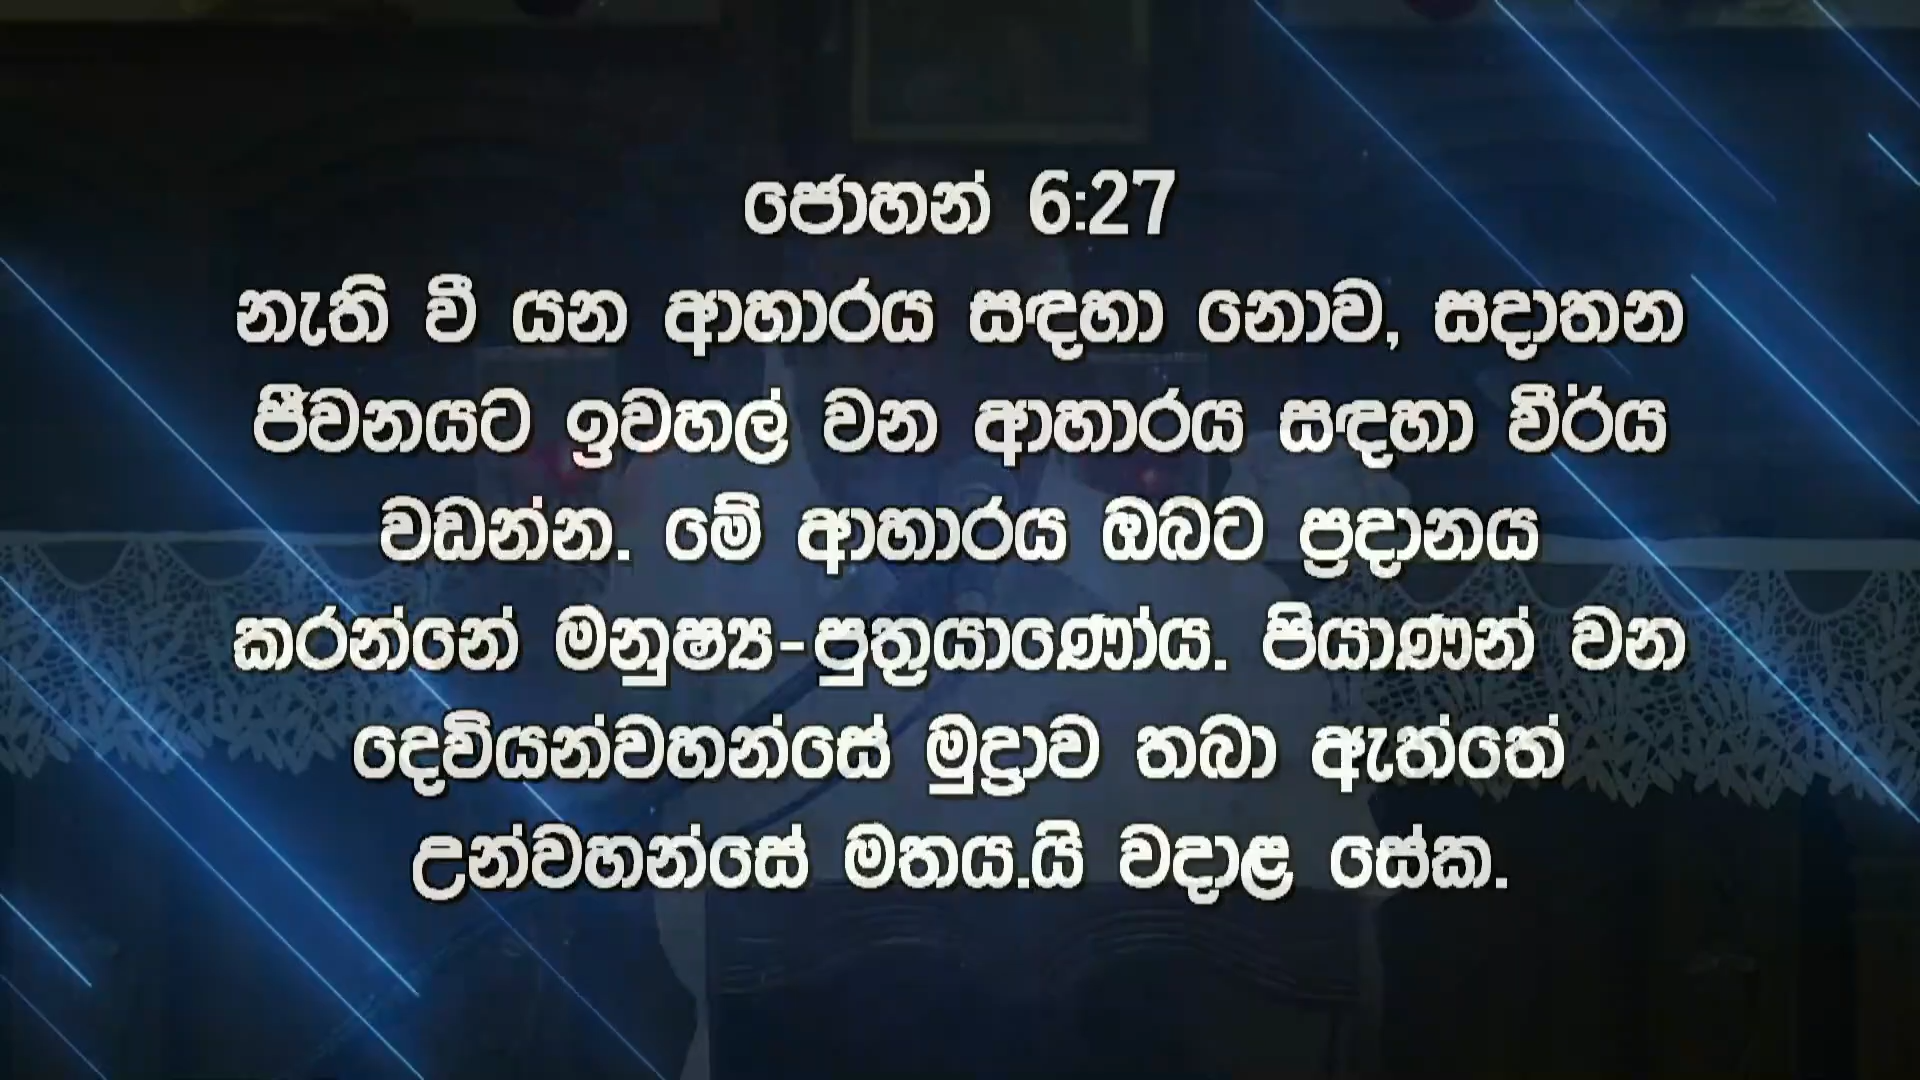 ජොහන් 6:27
නැති වී යන ආහාරය සඳහා නොව, සදාතන
ජීවනයට ඉවහල් වන ආහාරය සඳහා වීර්ය
වඩන්න. මේ ආහාරය ඔබට ප්‍රදානය
කරන්නේ මනුෂ්‍ය-පුත්‍රයාණෝය. පියාණන් වන
දෙවියන්වහන්සේ මුද්‍රාව තබා ඇත්තේ
උන්වහන්සේ මතය.යි වදාළ සේක.